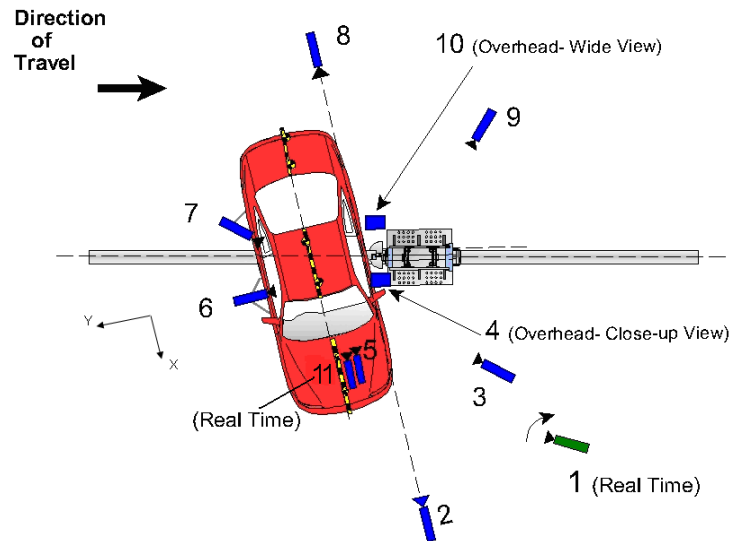 Direction
of
Travel
8
10 (Overhead- Wide View)
9
7
6
Y
X
4 (Overhead- Close-up View)
5
11
3
(Real Time)
1 (Real Time)
2